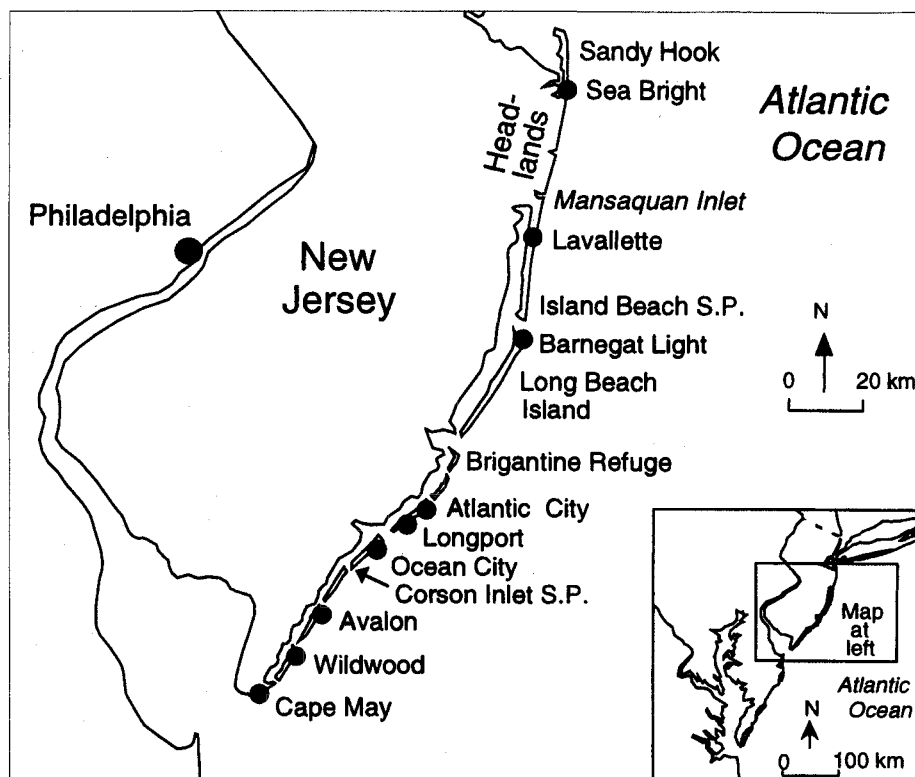 Sandy Hook
Sea Bright
Atlantic
Ocean
Head-
lands
Mansaquan Inlet
Philadelphia
Lavallette
New
Jersey
Island Beach S.P.
N
Barnegat Light
0 20 km
Long Beach
Island
Brigantine Refuge
Atlantic City
Longport
Ocean City
Corson Inlet S.P.
Avalon
Wildwood
Cape May
Map
at
left
Atlantic
Ocean
N
0 100 km